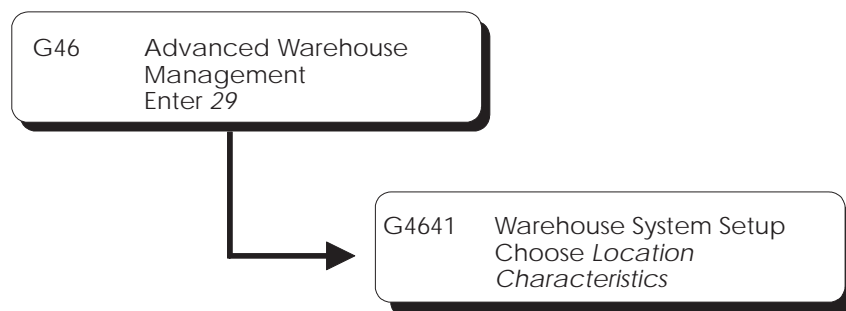 G46 Advanced Warehouse
Management
Enter 29
G4641 Warehouse System Setup
Choose Location
Characteristics